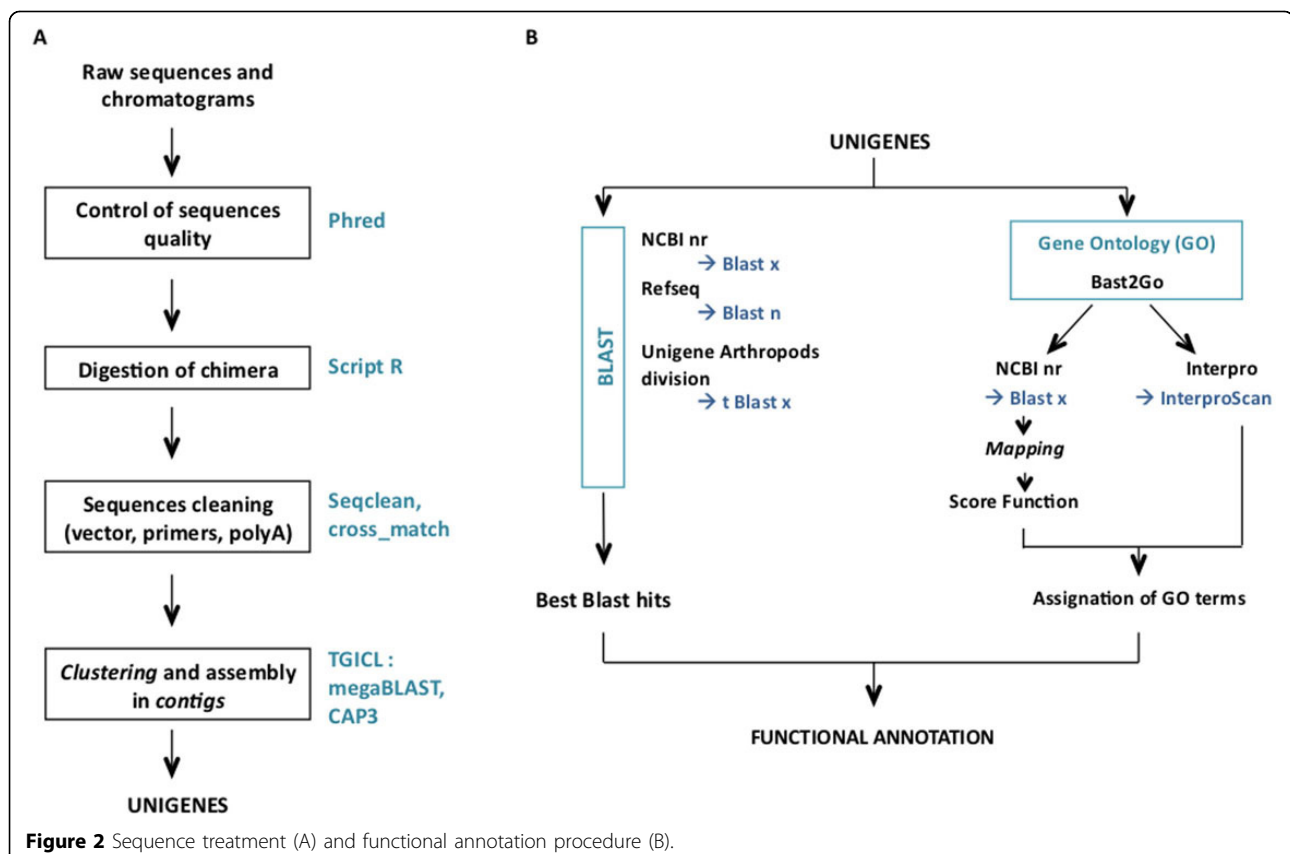 A
Raw sequences and
chromatograms
Control of sequences
quality
Phred
Digestion of chimera
Script R
Sequences cleaning
(vector, primers, polyA)
Seqclean,
cross_match
Clustering and assembly
in contigs
TGICL :
megaBLAST,
CAP3
UNIGENES
B
UNIGENES
BLAST
NCBI nr
→ Blast x
Refseq
→ Blast n
Unigene Arthropods
division
→ t Blast x
Best Blast hits
Gene Ontology (GO)
Bast2Go
NCBI nr
→ Blast x
Mapping
Score Function
Interpro
→ InterproScan
Assignation of GO terms
FUNCTIONAL ANNOTATION
Figure 2 Sequence treatment (A) and functional annotation procedure (B).